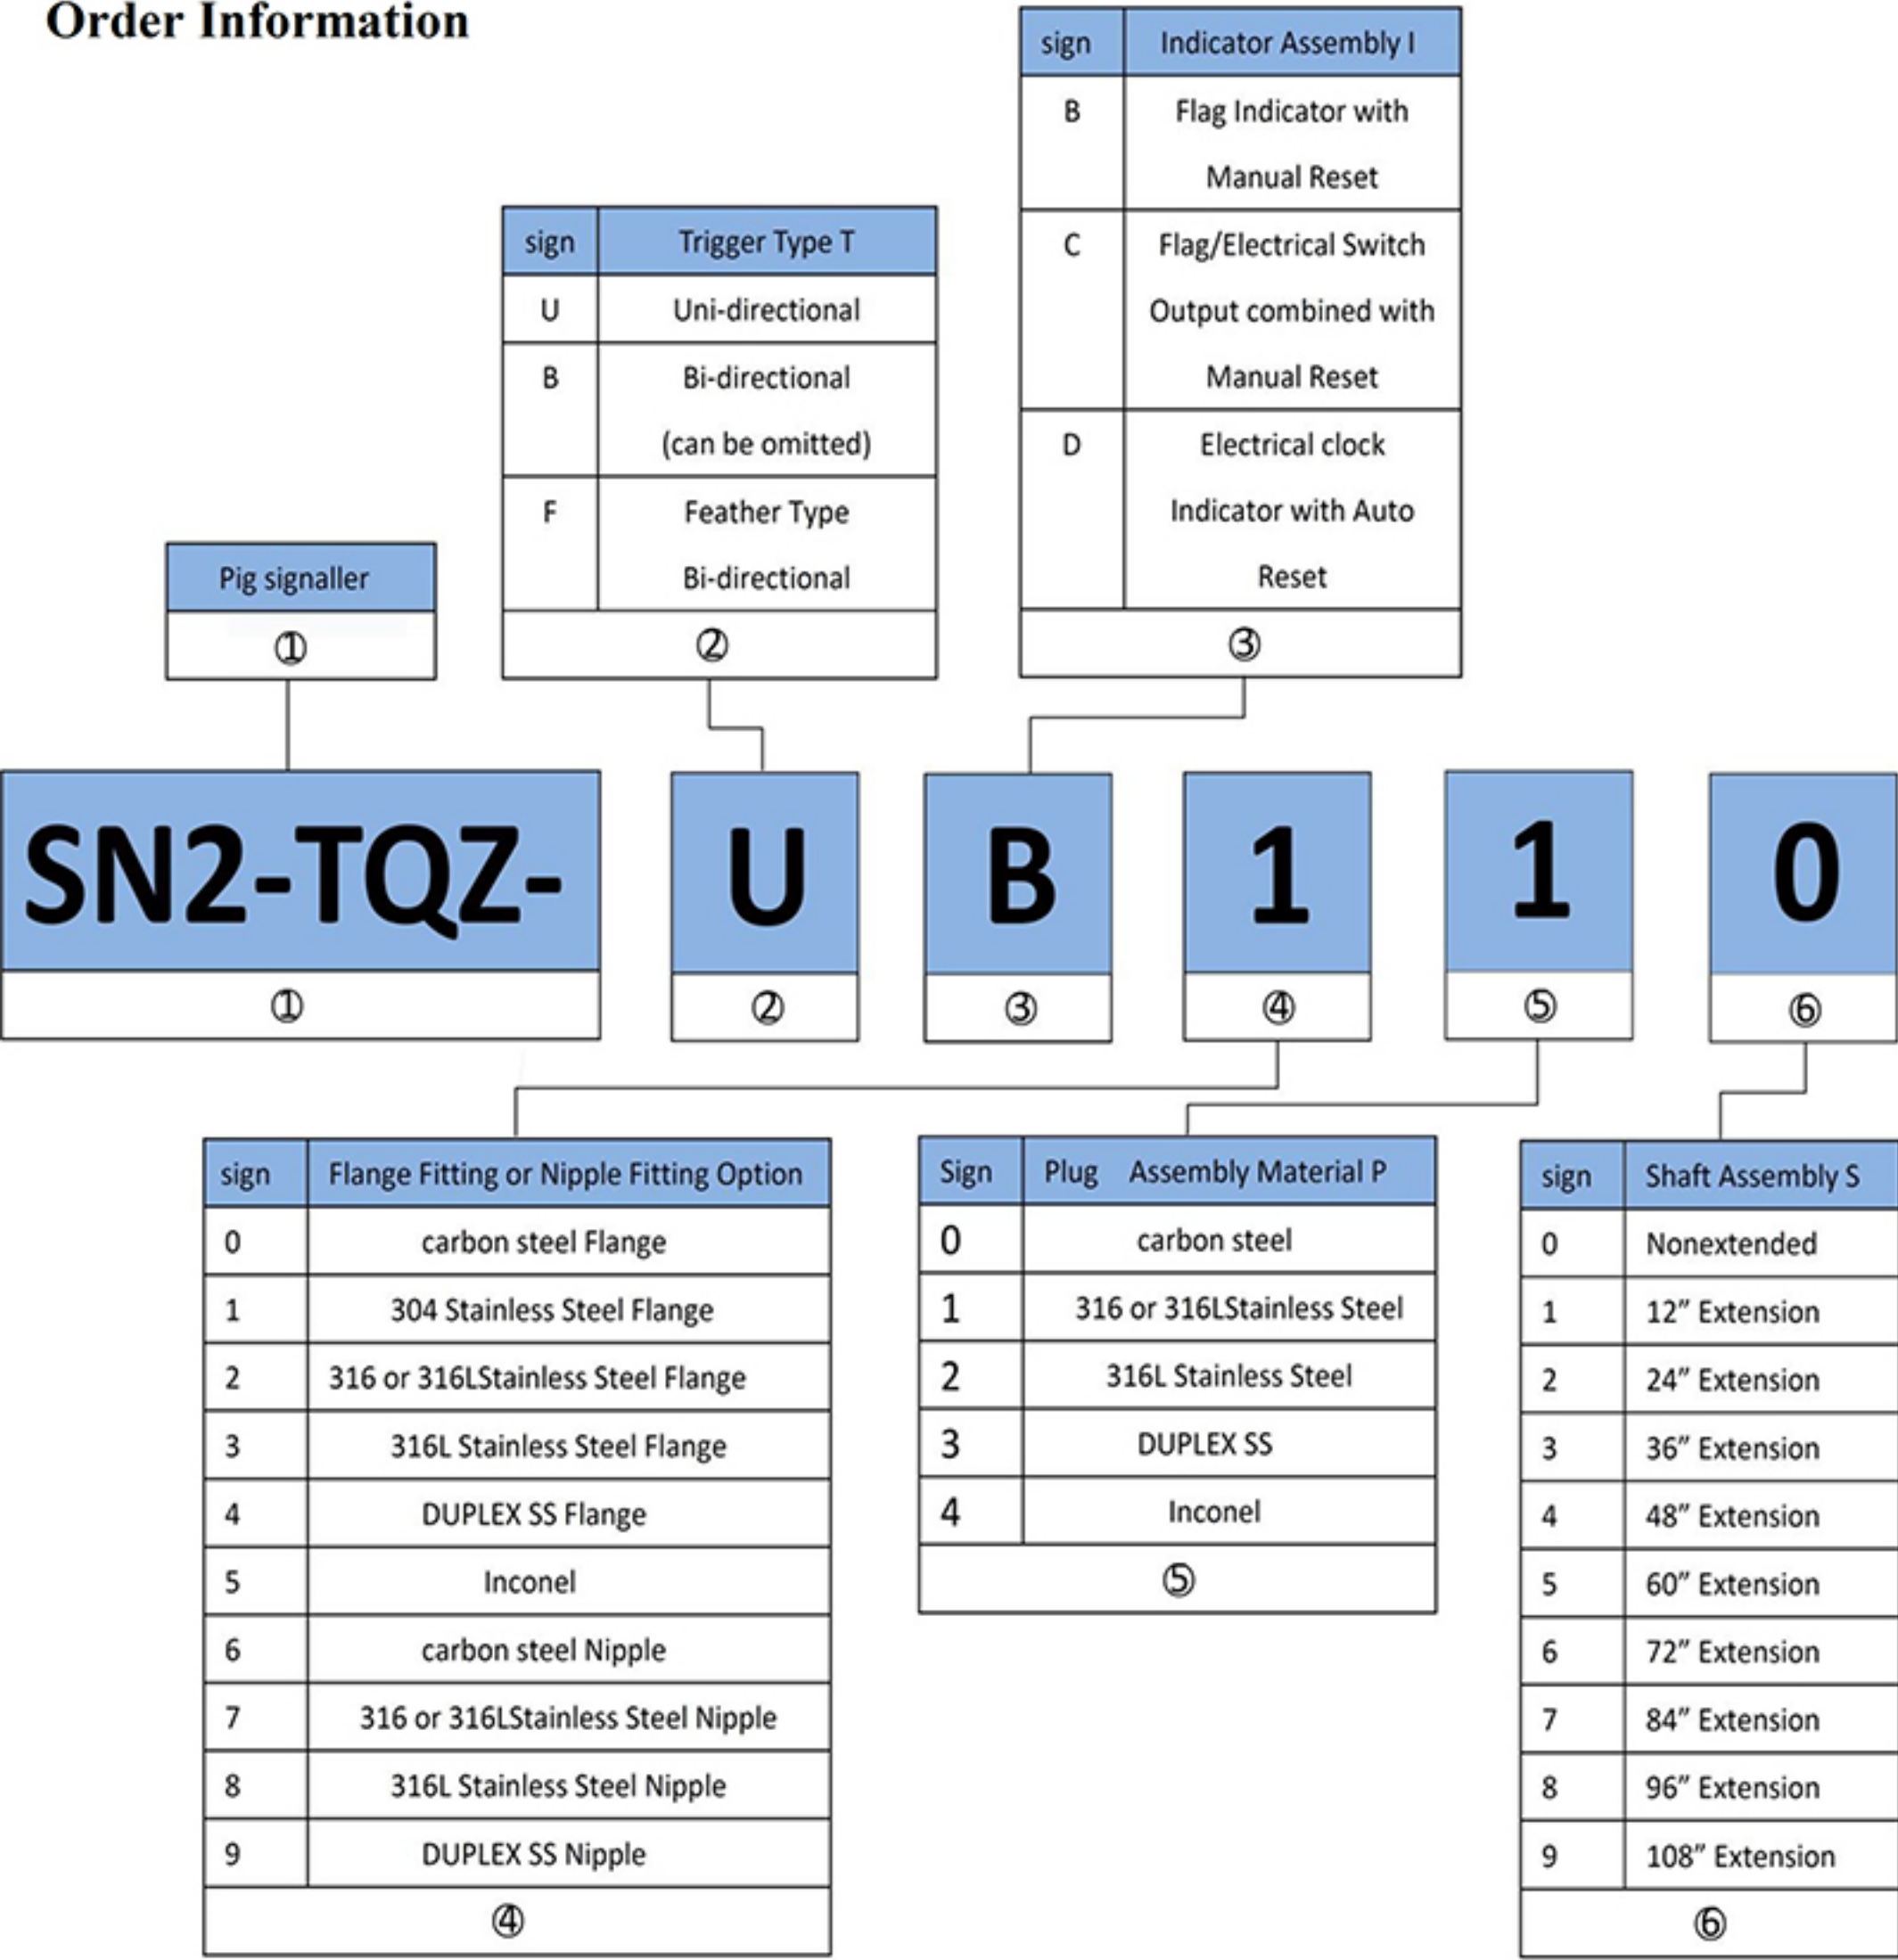 Order Information
sign Indicator Assembly I
B Flag Indicator with
Manual Reset
C Flag/Electrical Switch
Output combined with
Manual Reset
D Electrical clock
Indicator with Auto
Reset
③
sign Trigger Type T
U Uni-directional
B Bi-directional
(can be omitted)
F Feather Type
Bi-directional
②
Pig signaller
①
SN2-TQZ- U B 1 1 0
① ② ③ ④ ⑤ ⑥
sign Flange Fitting or Nipple Fitting Option
0 carbon steel Flange
1 304 Stainless Steel Flange
2 316 or 316LStainless Steel Flange
3 316L Stainless Steel Flange
4 DUPLEX SS Flange
5 Inconel
6 carbon steel Nipple
7 316 or 316LStainless Steel Nipple
8 316L Stainless Steel Nipple
9 DUPLEX SS Nipple
④
Sign Plug Assembly Material P
0 carbon steel
1 316 or 316LStainless Steel
2 316L Stainless Steel
3 DUPLEX SS
4 Inconel
⑤
sign Shaft Assembly S
0 Nonextended
1 12” Extension
2 24” Extension
3 36” Extension
4 48” Extension
5 60” Extension
6 72” Extension
7 84” Extension
8 96” Extension
9 108” Extension
⑥